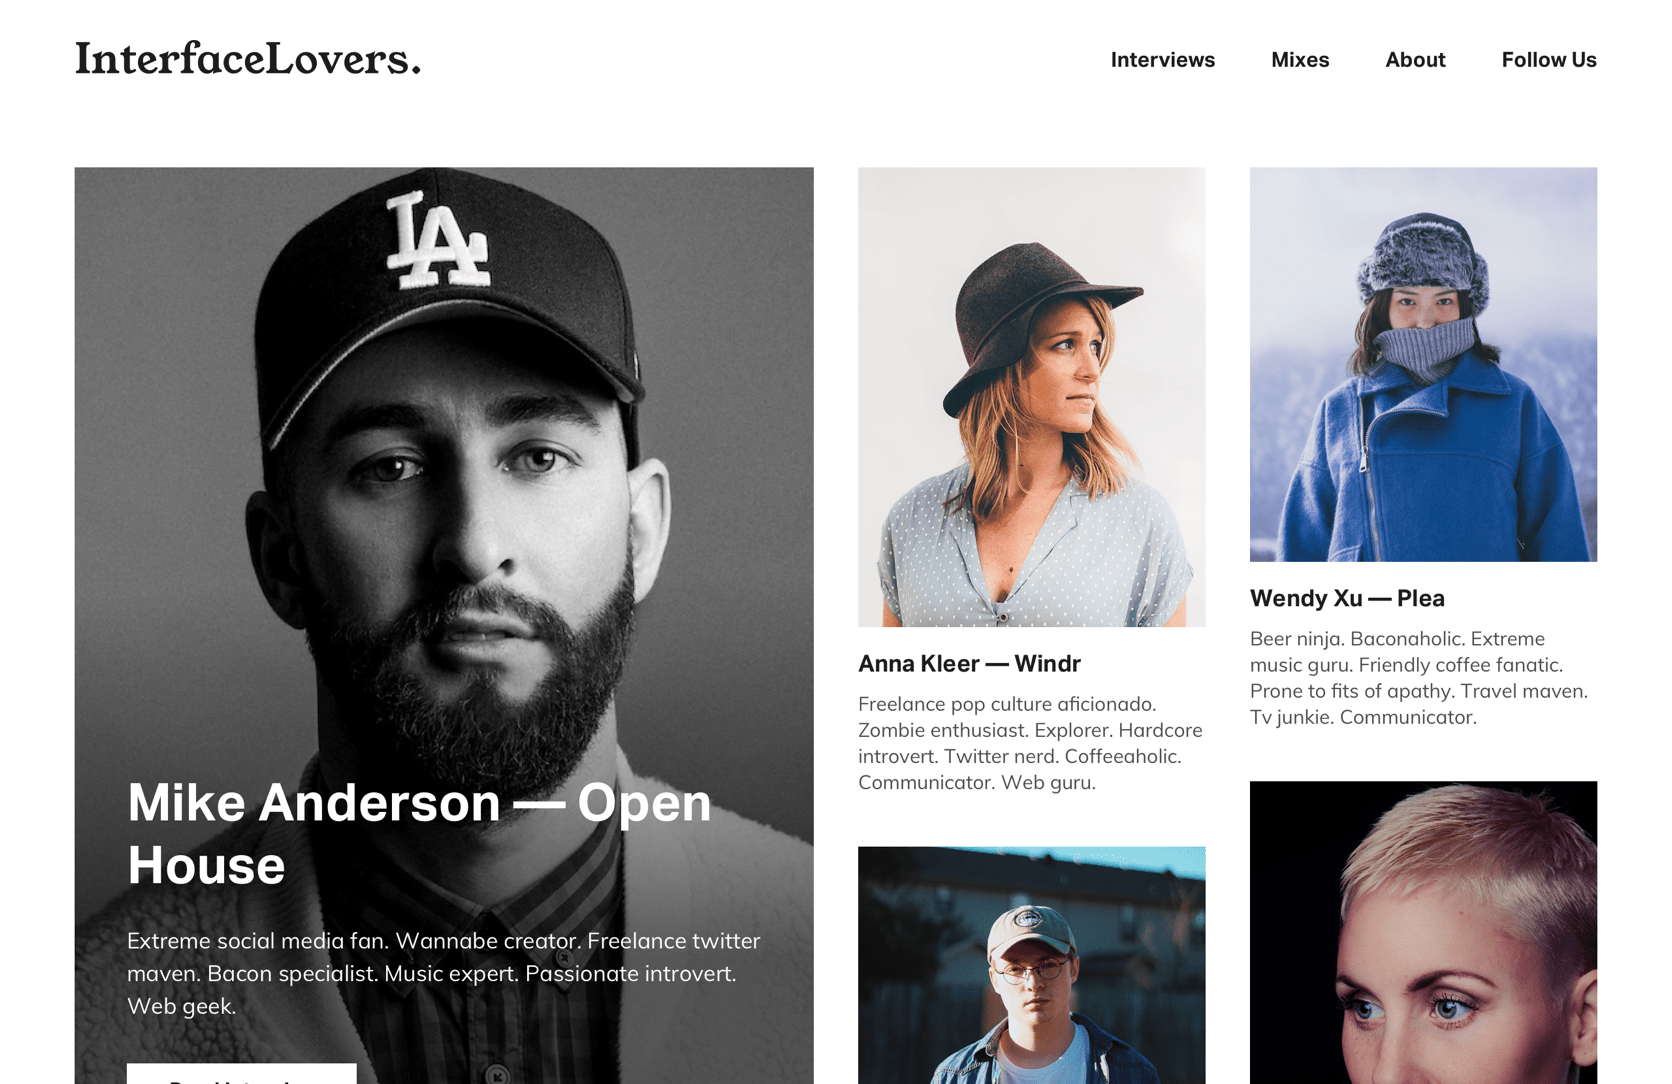 InterfaceLovers.
Interviews Mixes About Follow Us
LA
Mike Anderson — Open
House
Extreme social media fan. Wannabe creator. Freelance twitter
maven. Bacon specialist. Music expert. Passionate introvert.
Web geek.
Anna Kleer — Windr
Freelance pop culture aficionado.
Zombie enthusiast. Explorer. Hardcore
introvert. Twitter nerd. Coffeeaholic.
Communicator. Web guru.
Wendy Xu — Plea
Beer ninja. Baconaholic. Extreme
music guru. Friendly coffee fanatic.
Prone to fits of apathy. Travel maven.
Tv junkie. Communicator.